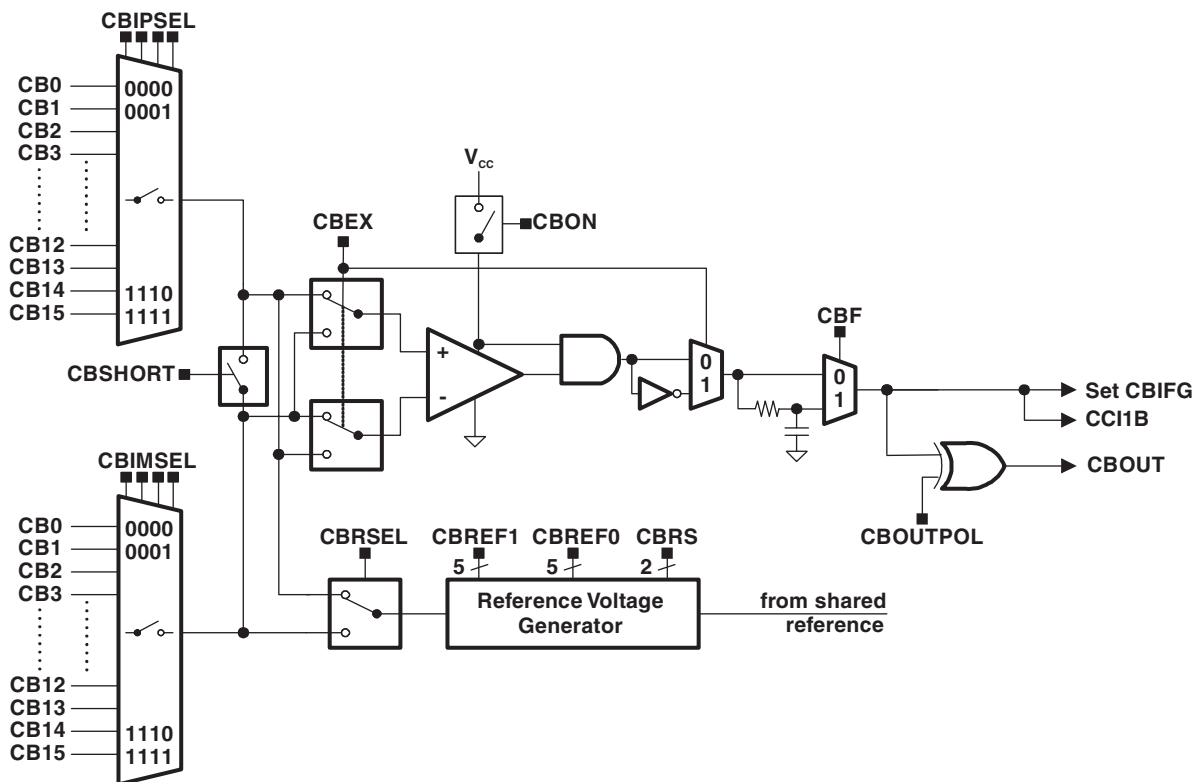 CBIPSEL
CB0
0000
CB1
0001
CB2
CB3
CB12
CB13
CB14
1110
CB15
1111
CBSHORT
CBEX
VCC
CBON
+
-
0
1
CBF
0
1
Set CBIFG
CCI1B
CBOUT
CBOUTPOL
CBIMSEL
CB0
0000
CB1
0001
CB2
CB3
CB12
CB13
CB14
1110
CB15
1111
CBRSEL
CBREF1
CBREF0
CBRS
5
5
2
Reference Voltage
Generator
from shared
reference